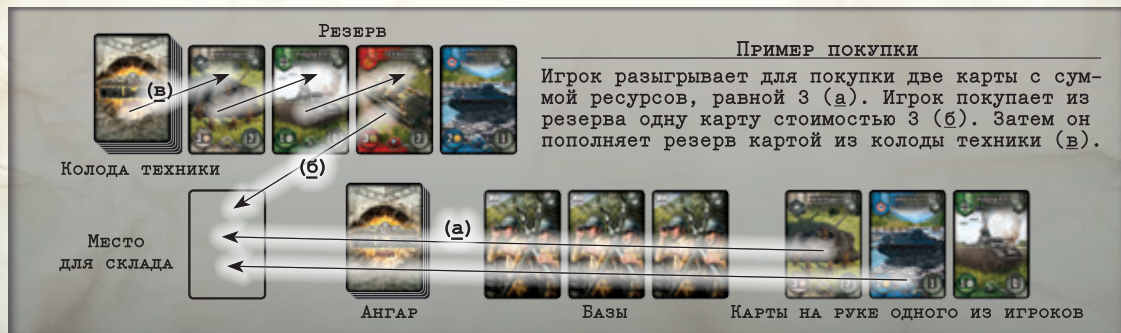 Резерв
Пример покупки
Игрок разыгрывает для покупки две карты с сум-
мой ресурсов, равной 3 (а). Игрок покупает из
резерва одну карту стоимостью 3 (б). Затем он
пополняет резерв картой из колоды техники (в).
(в)
Колода техники
(б)
(а)
Место
для склада
Ангар
Базы
Карты на руке одного из игроков